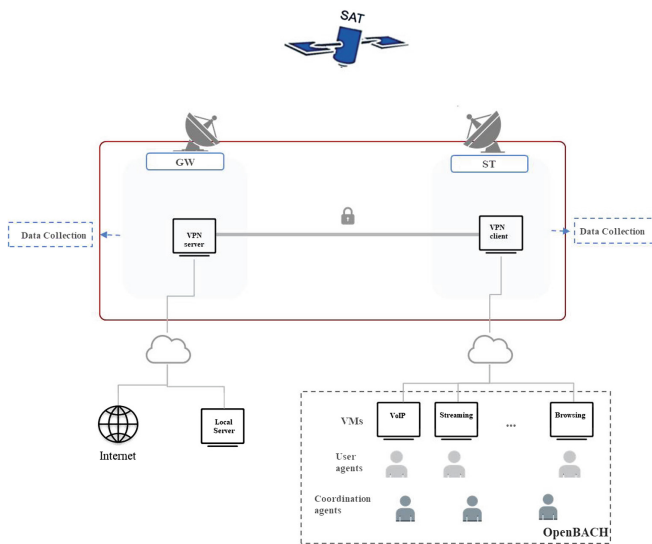 SAT
GW
ST
Data Collection
VPN
server
VPN
client
Data Collection
Internet
Local
Server
VMs
VoIP
Streaming
...
Browsing
User
agents
Coordination
agents
OpenBACH